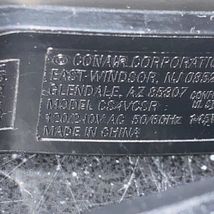 © CONAIR CORPORATION
EAST WINDSOR, NJ 0852
GLENDALE, AZ 85307
MODEL CS4VCSR
120/240V AC 50/60Hz
MADE IN CHINA